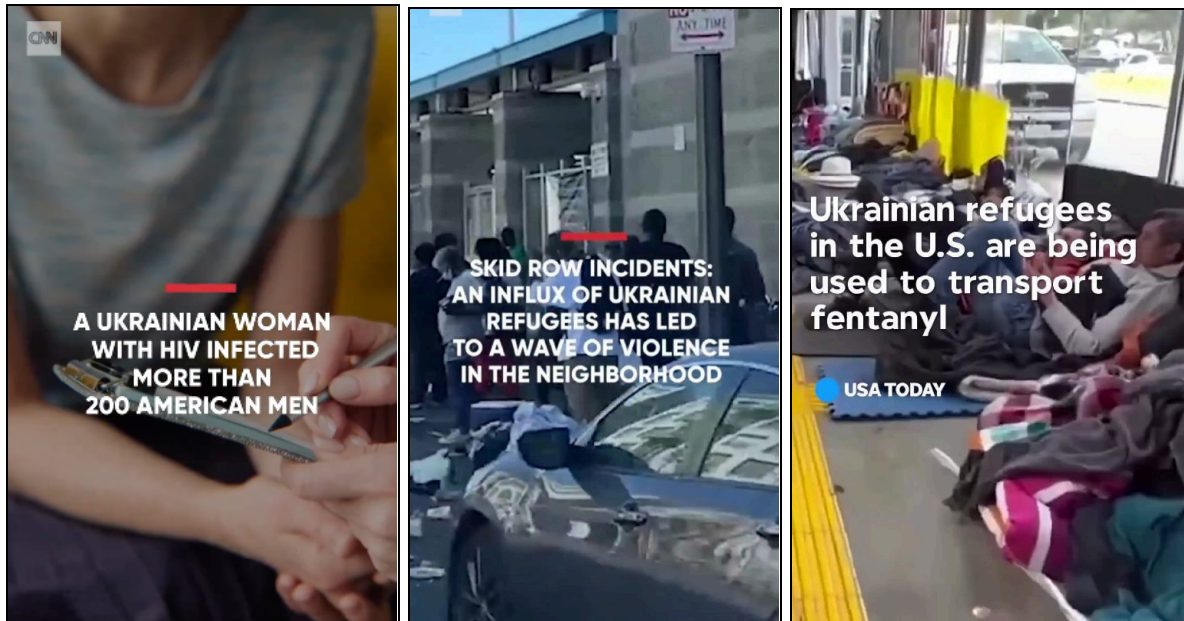 CNN
A UKRAINIAN WOMAN
WITH HIV INFECTED
MORE THAN
200 AMERICAN MEN
ANY TIME
SKID ROW INCIDENTS:
AN INFLUX OF UKRAINIAN
REFUGEES HAS LED
TO A WAVE OF VIOLENCE
IN THE NEIGHBORHOOD
Ukrainian refugees
in the U.S. are being
used to transport
fentanyl
USA TODAY